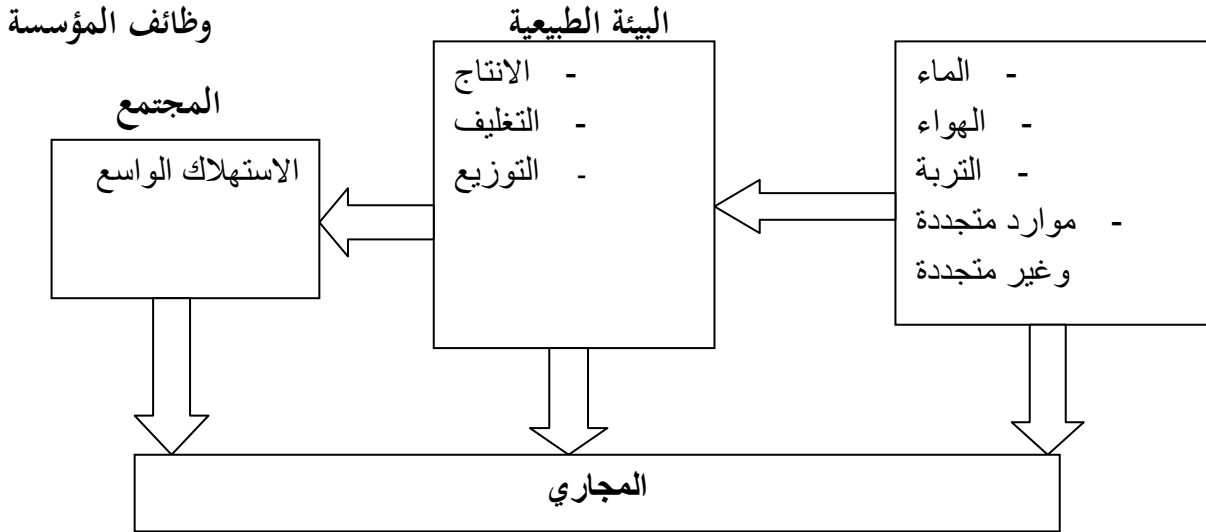 البيئة الطبيعية
وظائف المؤسسة
المجتمع
- الماء
- الهواء
- التربة
- موارد متجددة
وغير متجددة
- الانتاج
- التغليف
- التوزيع
الاستهلاك الواسع
المجاري